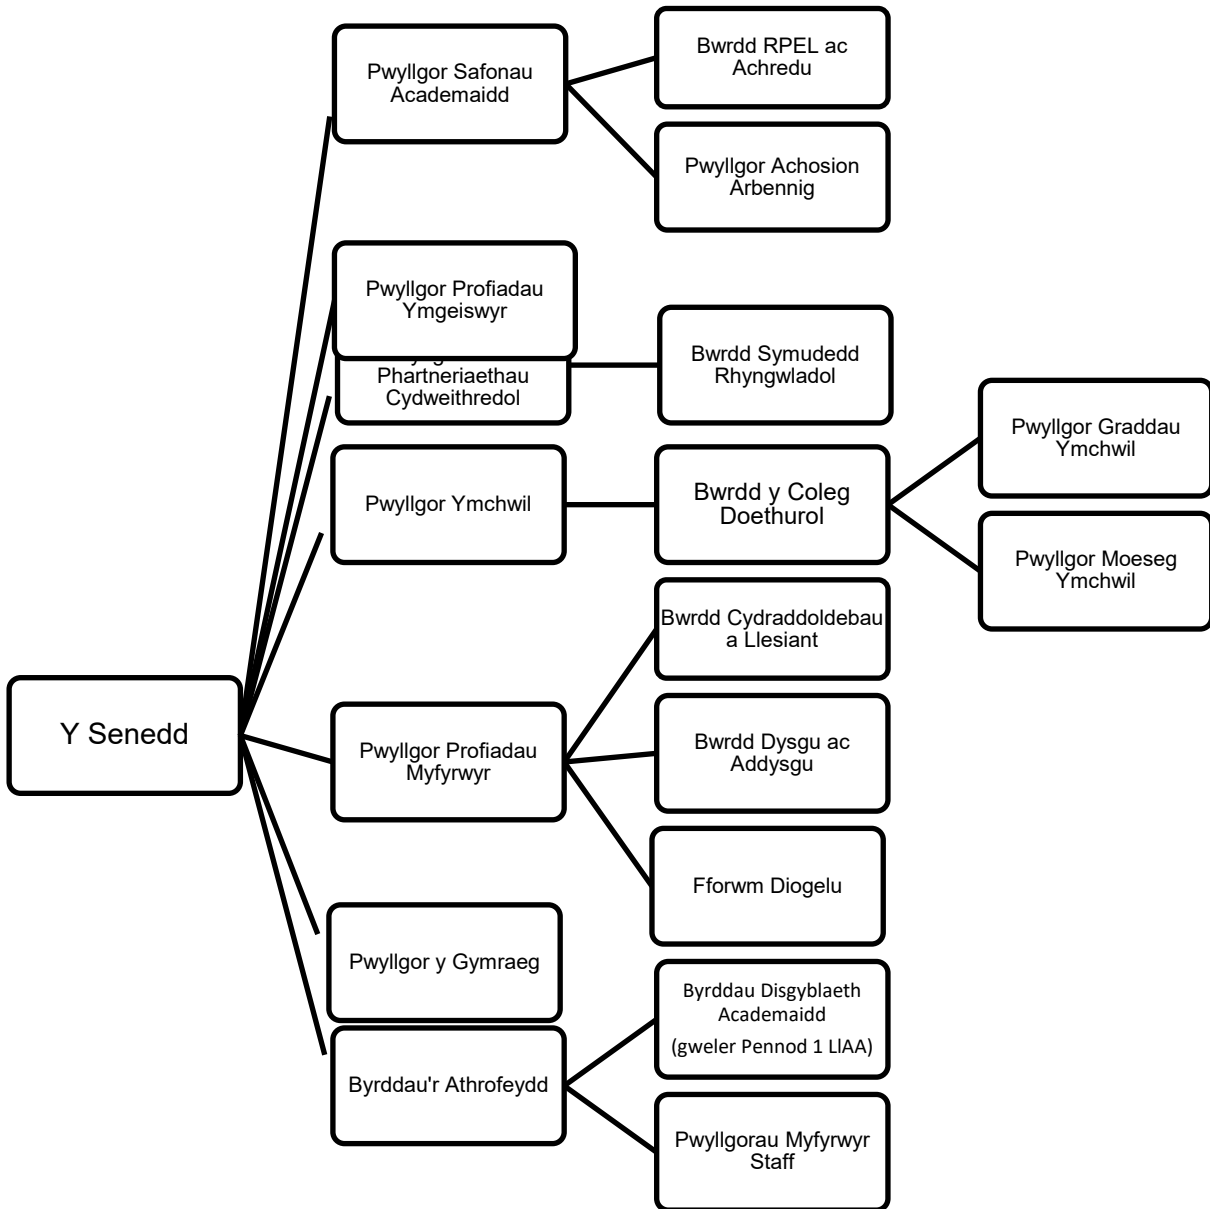 Pwyllgor Safonau
Academaidd
Bwrdd RPEL ac
Achredu
Pwyllgor Achosion
Arbennig
Pwyllgor Profiadau
Ymgeiswyr
Phartneriaethau
Cydweithredol
Bwrdd Symudedd
Rhyngwladol
Pwyllgor Ymchwil
Bwrdd y Coleg
Doethurol
Pwyllgor Graddau
Ymchwil
Pwyllgor Moeseg
Ymchwil
Y Senedd
Pwyllgor Profiadau
Myfyrwyr
Bwrdd Cydraddoldebau
a Llesiant
Bwrdd Dysgu ac
Addysgu
Fforwm Diogelu
Pwyllgor y Gymraeg
Byrddau'r Athrofeydd
Byrddau Disgyblaeth
Academaidd
(gweler Pennod 1 LlAA)
Pwyllgorau Myfyrwyr
Staff